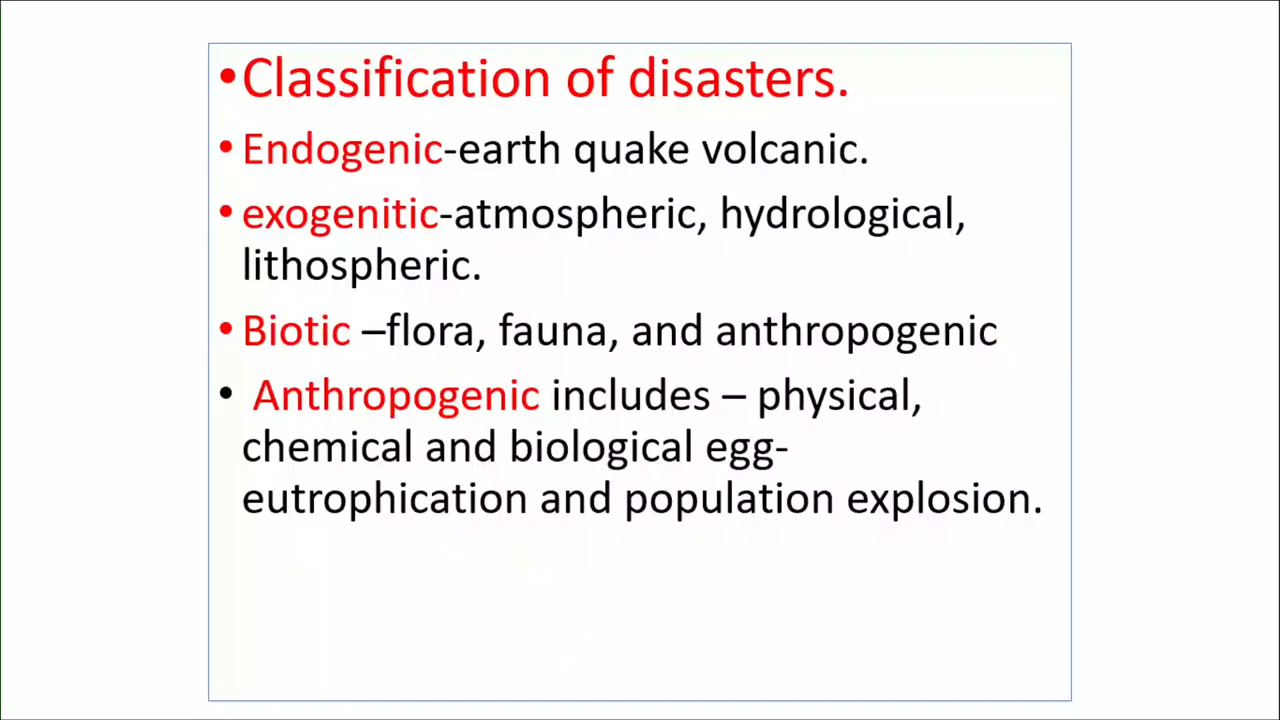 •Classification of disasters.
• Endogenic-earth quake volcanic.
• exogenitic-atmospheric, hydrological,
lithospheric.
• Biotic –flora, fauna, and anthropogenic
• Anthropogenic includes – physical,
chemical and biological egg-
eutrophication and population explosion.